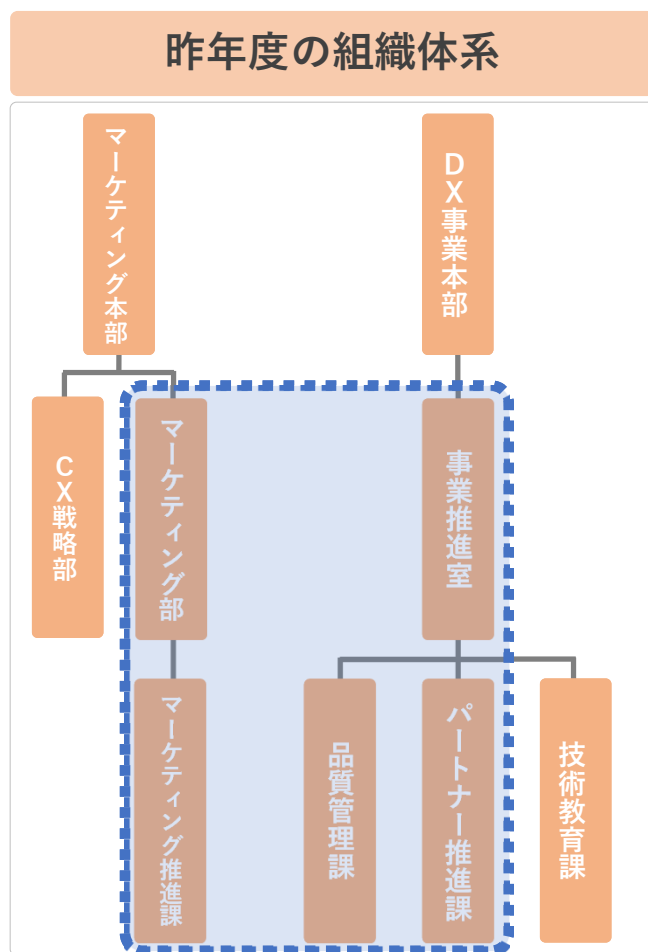 昨年度の組織体系
マーケティング本部
DX事業本部
CX戦略部
マーケティング部
事業推進室
マーケティング推進課
品質管理課
パートナー推進課
技術教育課